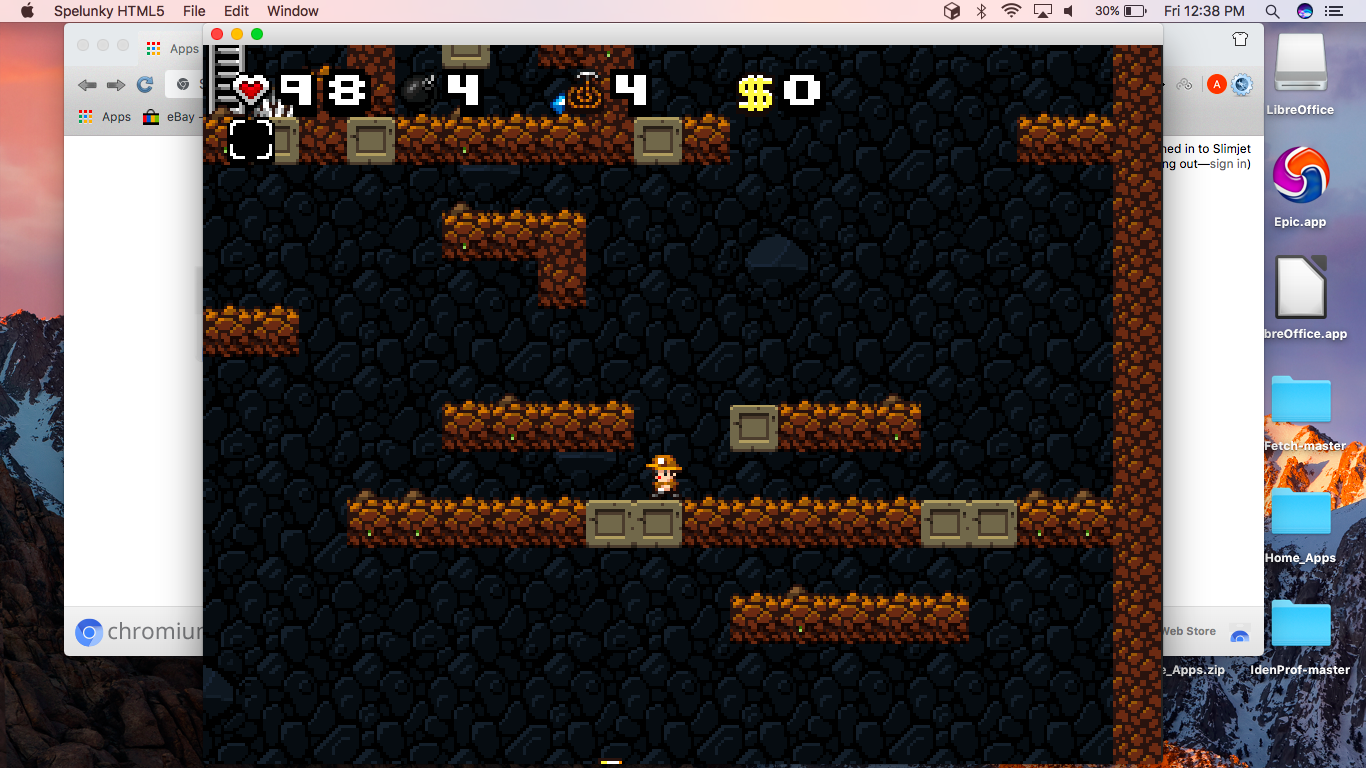 Spelunky HTML5 File Edit Window 30% Fri 12:38 PM
Apps
98 4 4 $0
A
Apps eBay
ned in to Slimjet
ng out—sign in)
LibreOffice
Epic.app
breOffice.app
Fetch-master
Home_Apps
chromiu
Web Store
e_Apps.zip IdenProf-master